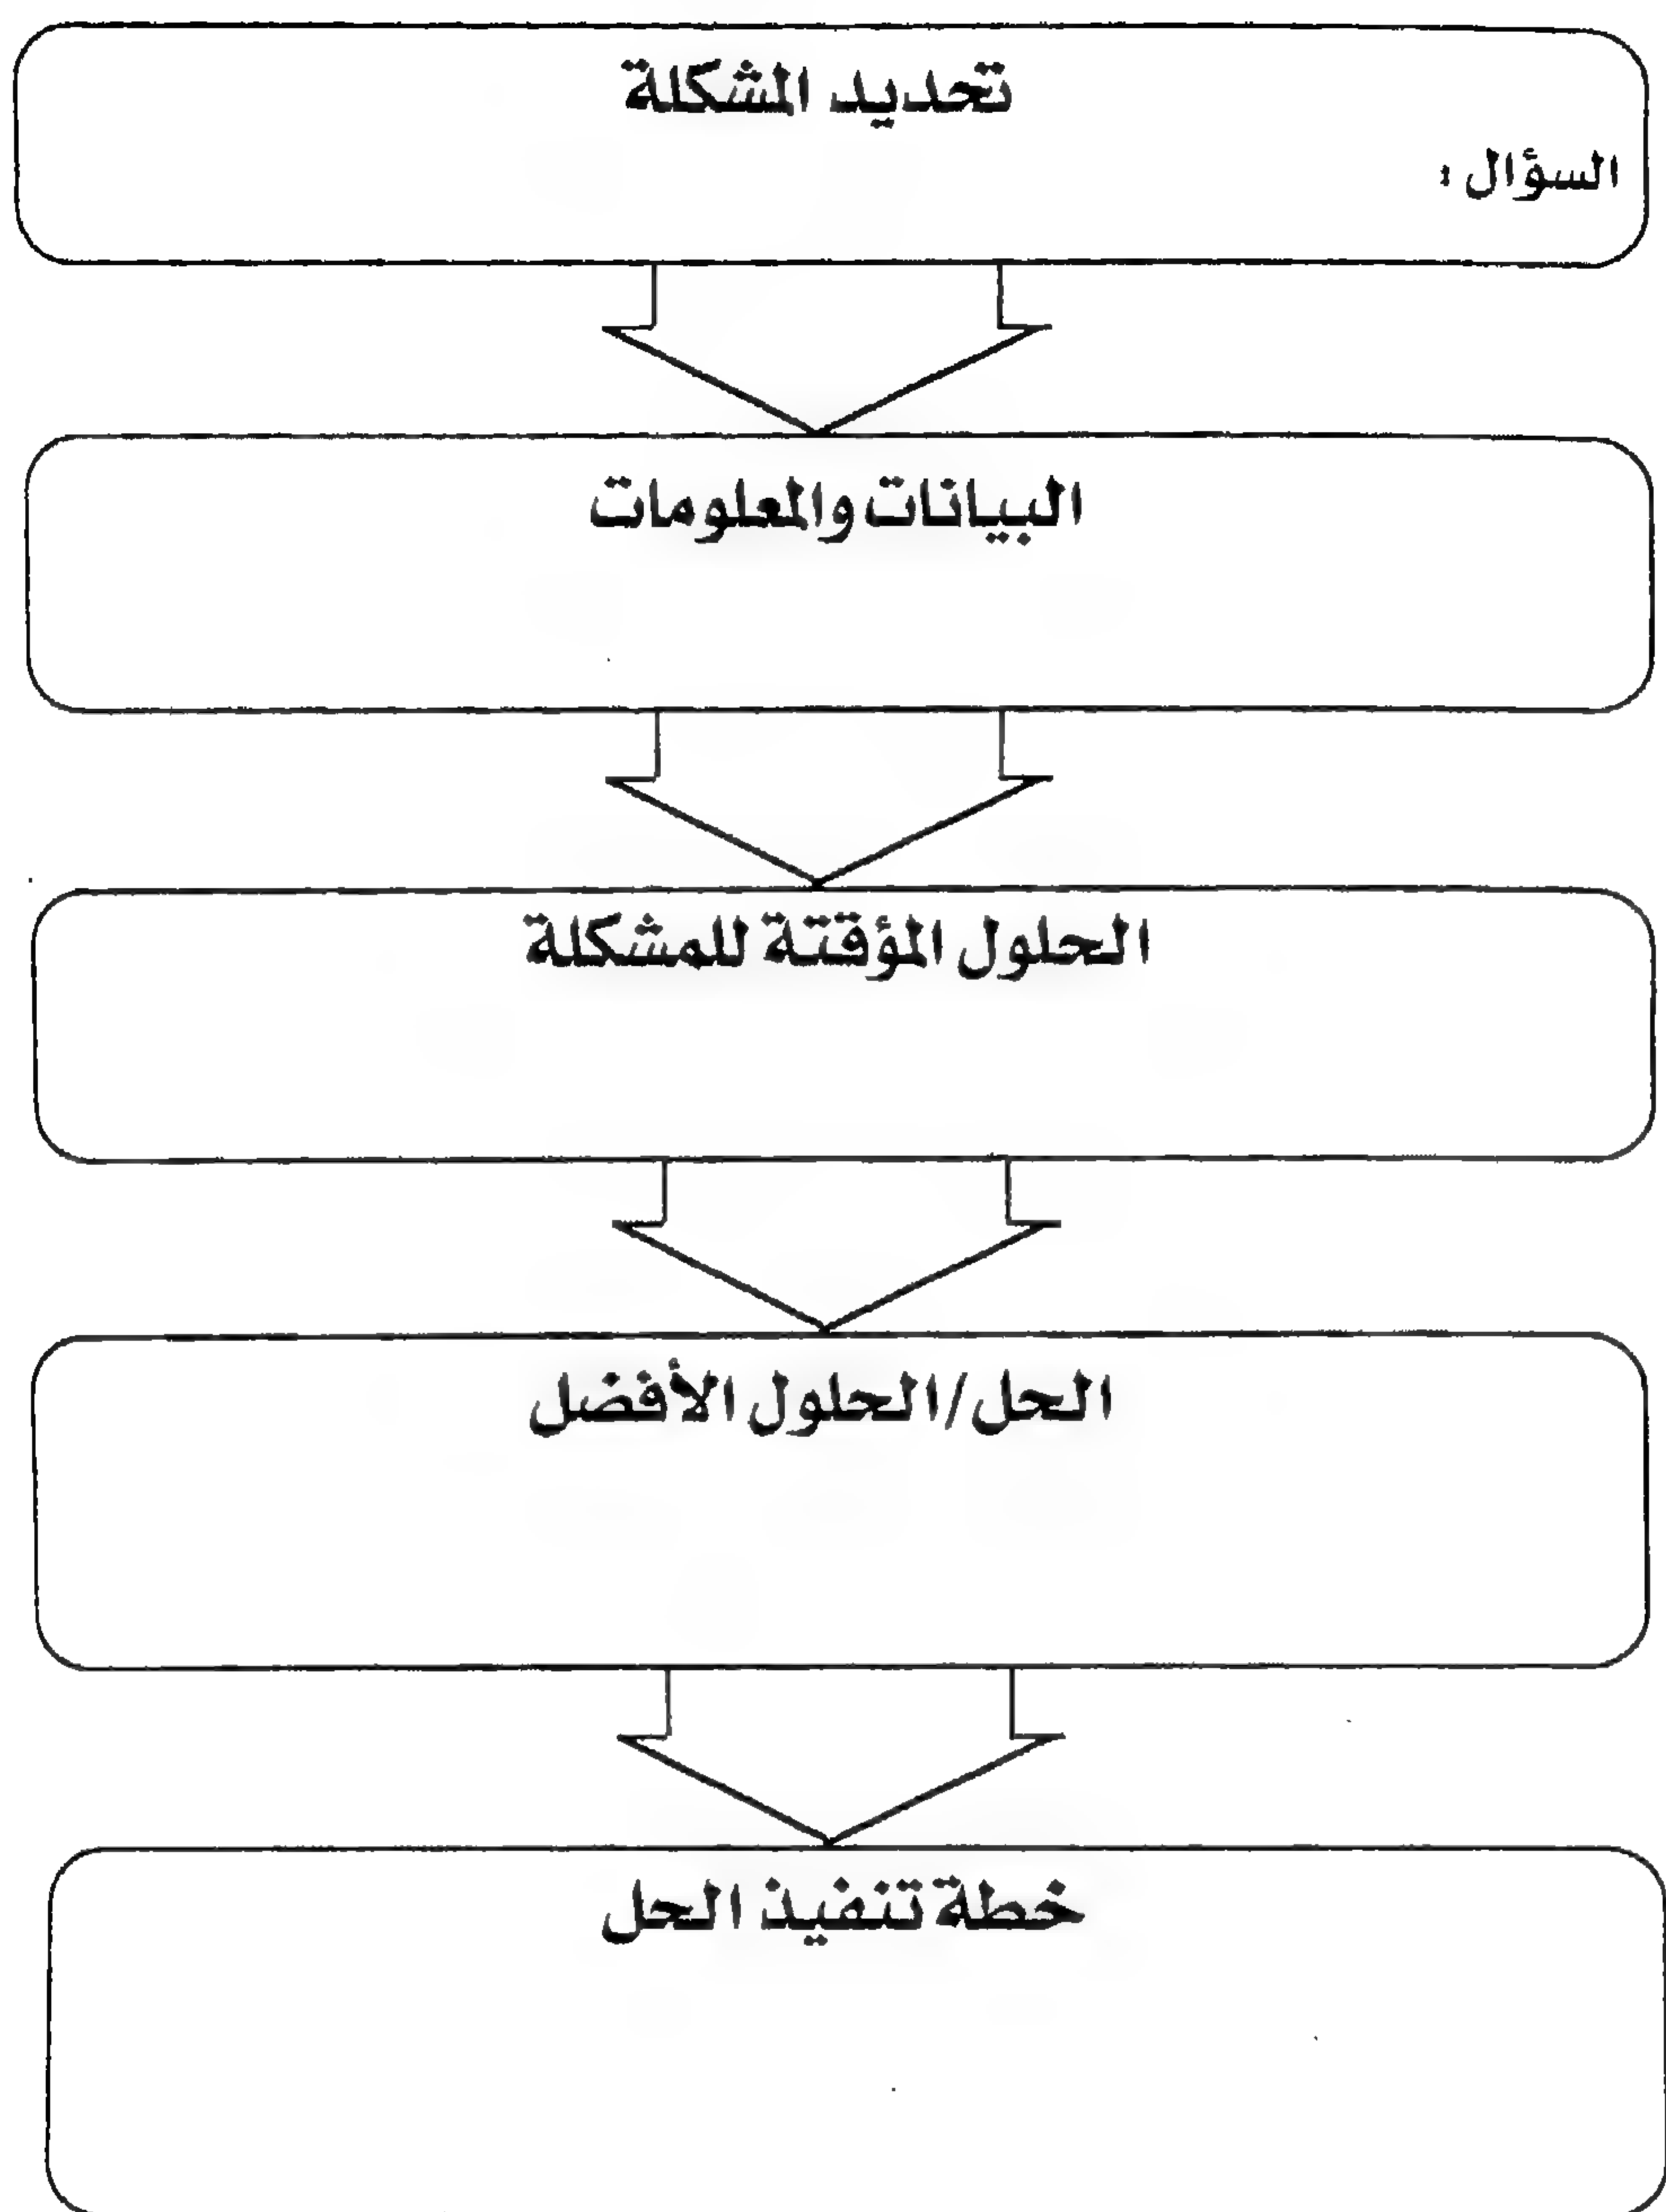 تحديد المشكلة
السؤال :
البيانات والمعلومات
الحلول المؤقتة للمشكلة
الحل/الحلول الأفضل
خطة تنفيذ الحل